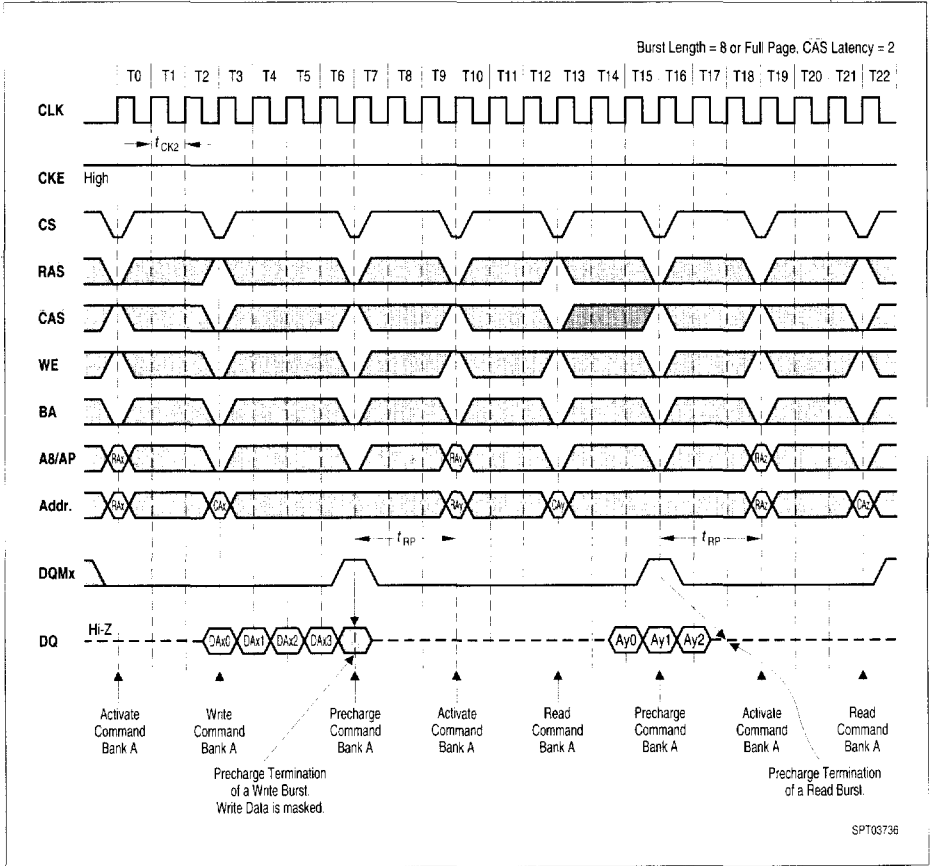 Burst Length = 8 or Full Page, CAS Latency = 2
T0 T1 T2 T3 T4 T5 T6 T7 T8 T9 T10 T11 T12 T13 T14 T15 T16 T17 T18 T19 T20 T21 T22
CLK
tCK2
CKE High
CS
RAS
CAS
WE
BA
A8/AP RAx RAy RAz
Addr. RAx CAx RAy CAy RAz CAz
tRP tRP
DQMx
DQ Hi-Z DAx0 DAx1 DAx2 DAx3 Ay0 Ay1 Ay2
Activate Write Precharge Activate Read Precharge Activate Read
Command Command Command Command Command Command Command Command
Bank A Bank A Bank A Bank A Bank A Bank A Bank A Bank A
Precharge Termination
of a Write Burst.
Write Data is masked.
Precharge Termination
of a Read Burst.
SPT03736